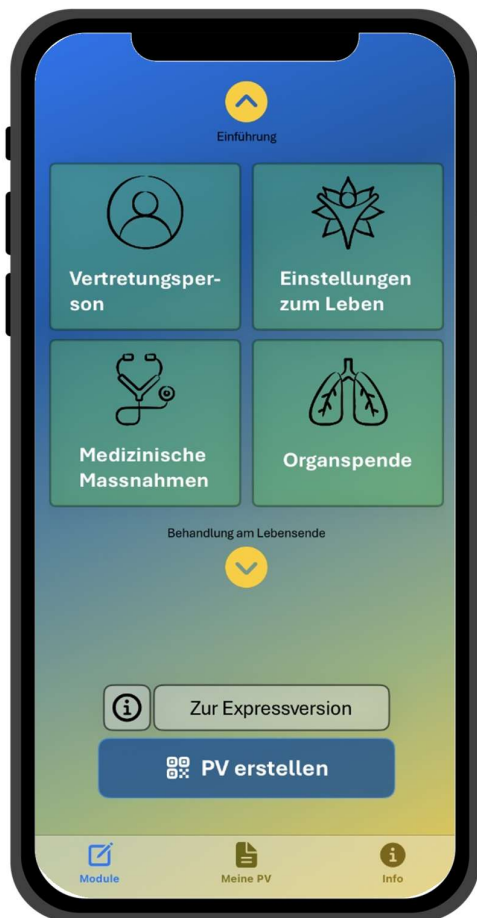 Einführung
Vertretungsper-
son
Einstellungen
zum Leben
Medizinische
Massnahmen
Organspende
Behandlung am Lebensende
Zur Expressversion
PV erstellen
Module
Meine PV
Info